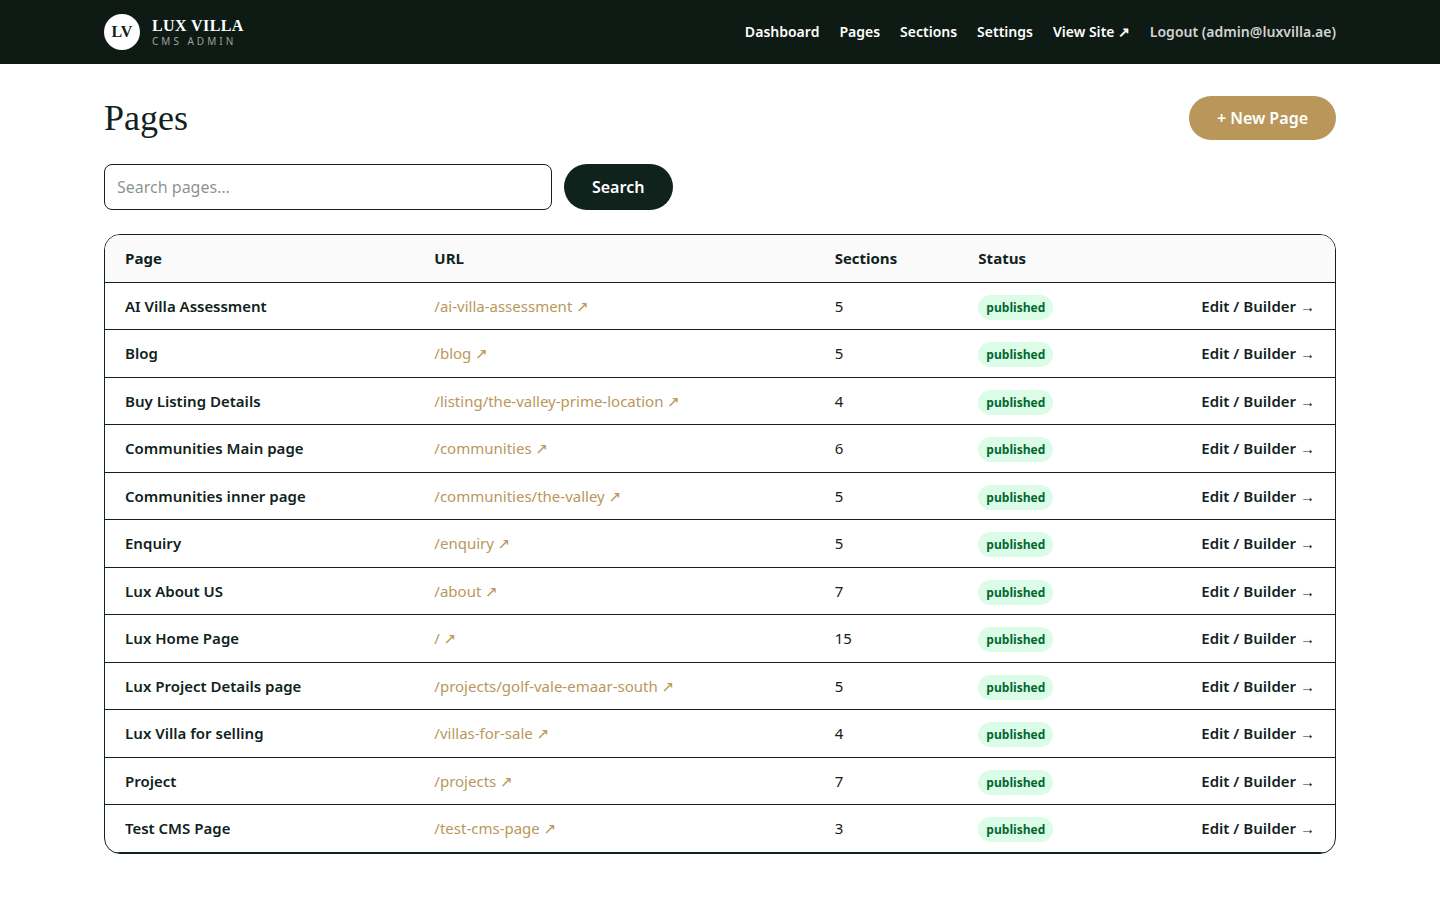 LV
LUX VILLA
CMS ADMIN
Dashboard Pages Sections Settings View Site ↗ Logout (admin@luxvilla.ae)
Pages
+ New Page
Search pages...
Search
Page URL Sections Status
AI Villa Assessment /ai-villa-assessment ↗ 5 published Edit / Builder →
Blog /blog ↗ 5 published Edit / Builder →
Buy Listing Details /listing/the-valley-prime-location ↗ 4 published Edit / Builder →
Communities Main page /communities ↗ 6 published Edit / Builder →
Communities inner page /communities/the-valley ↗ 5 published Edit / Builder →
Enquiry /enquiry ↗ 5 published Edit / Builder →
Lux About US /about ↗ 7 published Edit / Builder →
Lux Home Page / ↗ 15 published Edit / Builder →
Lux Project Details page /projects/golf-vale-emaar-south ↗ 5 published Edit / Builder →
Lux Villa for selling /villas-for-sale ↗ 4 published Edit / Builder →
Project /projects ↗ 7 published Edit / Builder →
Test CMS Page /test-cms-page ↗ 3 published Edit / Builder →